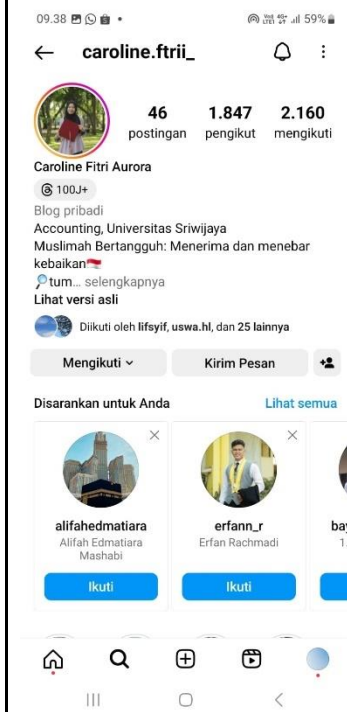 09.38
59%
caroline.ftrii_
46 1.847 2.160
postingan pengikut mengikuti
Caroline Fitri Aurora
100J+
Blog pribadi
Accounting, Universitas Sriwijaya
Muslimah Bertangguh: Menerima dan menebar
kebaikan
tum... selengkapnya
Lihat versi asli
Diikuti oleh lifsyif, uswa.hl, dan 25 lainnya
Mengikuti
Kirim Pesan
Disarankan untuk Anda
Lihat semua
alifahedmatiara
Alifah Edmatiara
Mashabi
Ikuti
erfann_r
Erfan Rachmadi
Ikuti
ba
1